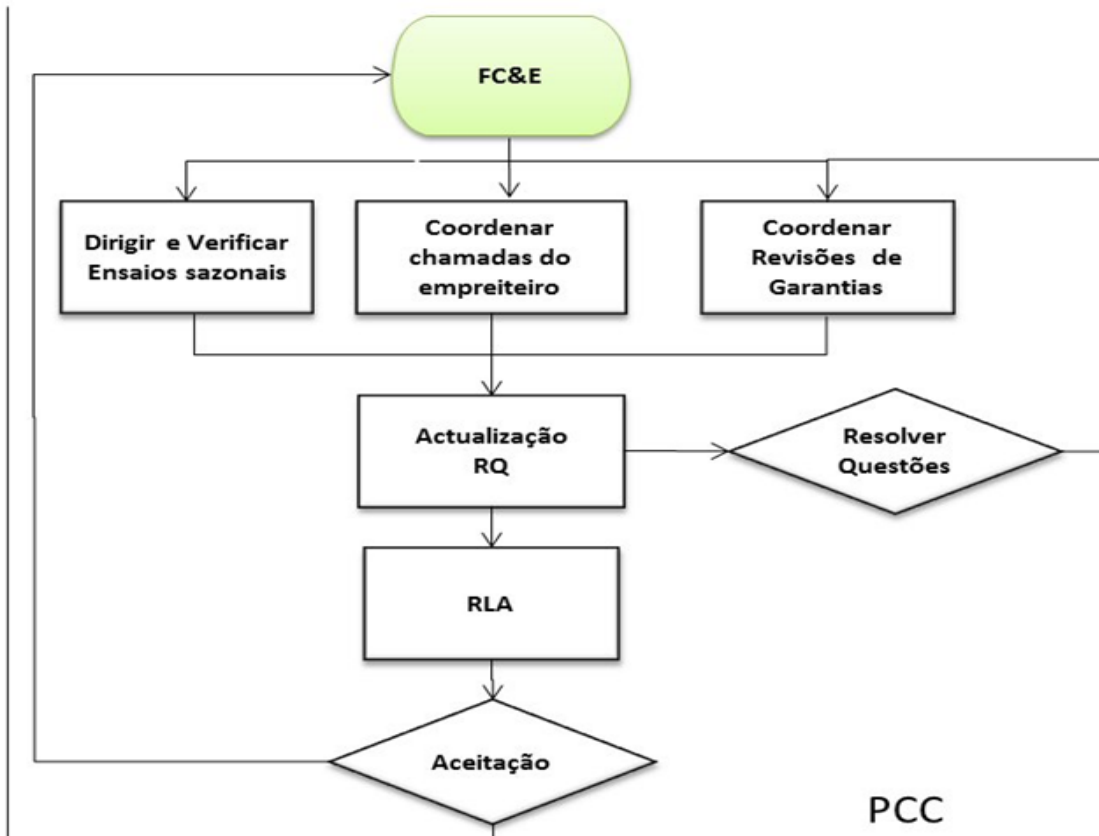 FC&E
Dirigir e Verificar
Ensaios sazonais
Coordenar
chamadas do
empreiteiro
Coordenar
Revisões de
Garantias
Actualização
RQ
Resolver
Questões
RLA
Aceitação
PCC